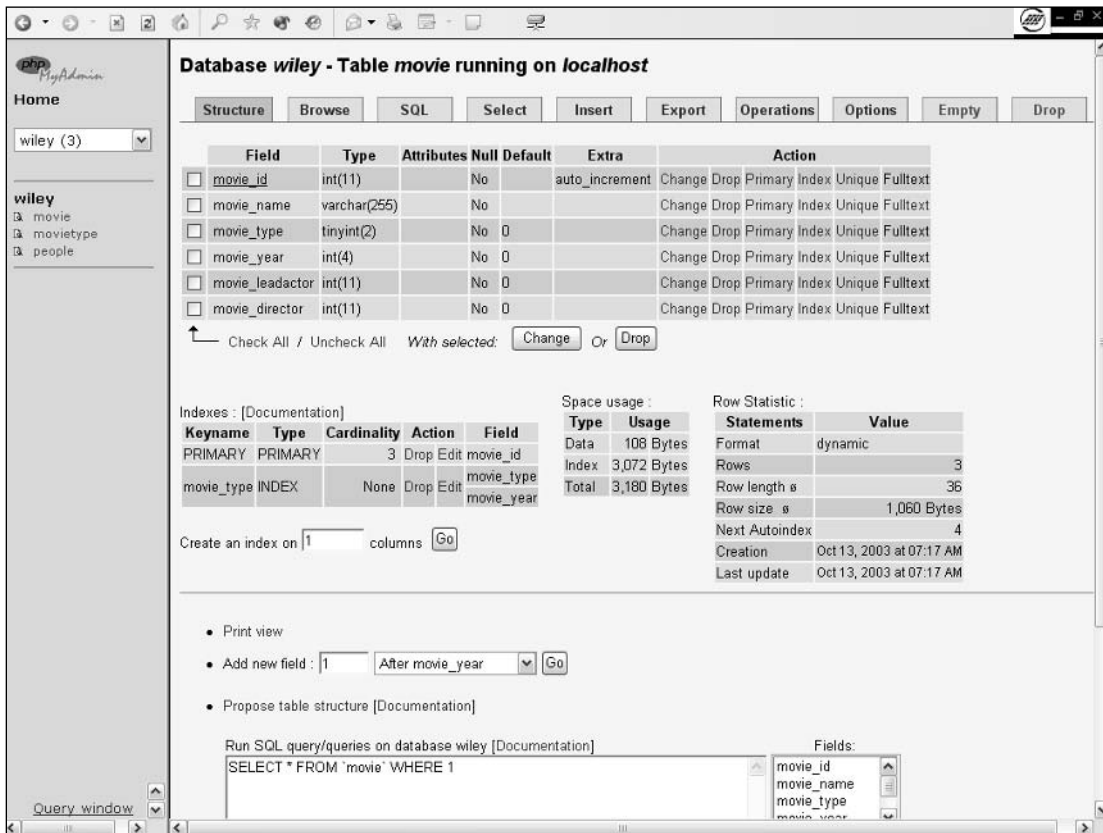 php
MyAdmin
Home
wiley (3)
wiley
movie
movietype
people
Query window
Database wiley - Table movie running on localhost
Structure Browse SQL Select Insert Export Operations Options Empty Drop
Field Type Attributes Null Default Extra Action
movie_id int(11) No auto_increment Change Drop Primary Index Unique Fulltext
movie_name varchar(255) No Change Drop Primary Index Unique Fulltext
movie_type tinyint(2) No 0 Change Drop Primary Index Unique Fulltext
movie_year int(4) No 0 Change Drop Primary Index Unique Fulltext
movie_leadactor int(11) No 0 Change Drop Primary Index Unique Fulltext
movie_director int(11) No 0 Change Drop Primary Index Unique Fulltext
Check All / Uncheck All With selected: Change Or Drop
Indexes : [Documentation]
Keyname Type Cardinality Action Field
PRIMARY PRIMARY 3 Drop Edit movie_id
movie_type INDEX None Drop Edit movie_type
movie_year
Create an index on 1 columns Go
Space usage :
Type Usage
Data 108 Bytes
Index 3,072 Bytes
Total 3,180 Bytes
Row Statistic :
Statements Value
Format dynamic
Rows 3
Row length ø 36
Row size ø 1,060 Bytes
Next Autoindex 4
Creation Oct 13, 2003 at 07:17 AM
Last update Oct 13, 2003 at 07:17 AM
Print view
Add new field : 1 After movie_year Go
Propose table structure [Documentation]
Run SQL query/queries on database wiley [Documentation]
SELECT * FROM `movie` WHERE 1
Fields:
movie_id
movie_name
movie_type
movie_year